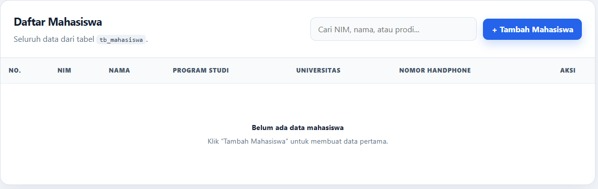 Daftar Mahasiswa
Seluruh data dari tabel tb_mahasiswa.
Cari NIM, nama, atau prodi...
+ Tambah Mahasiswa
NO. NIM NAMA PROGRAM STUDI UNIVERSITAS NOMOR HANDPHONE AKSI
Belum ada data mahasiswa
Klik "Tambah Mahasiswa" untuk membuat data pertama.